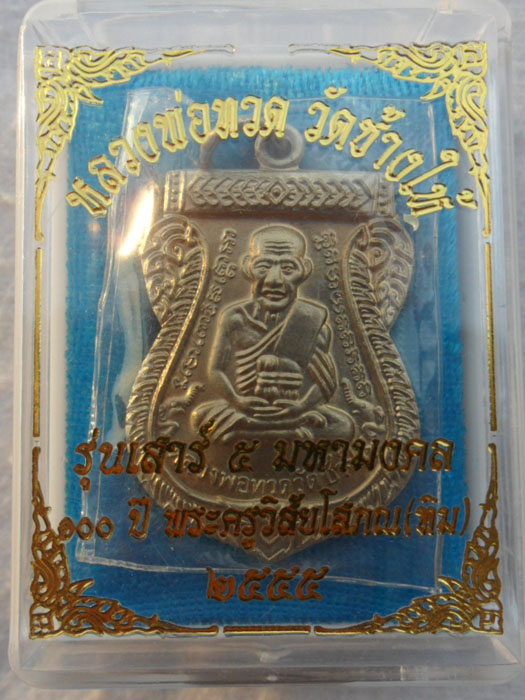 หลวงพ่อทวด วัดช้างให้
รุ่นเสาร์ ๕ มหามงคล
๑๐๐ ปี พระครูวิสัยโสภณ(ทิม)
๒๕๕๕